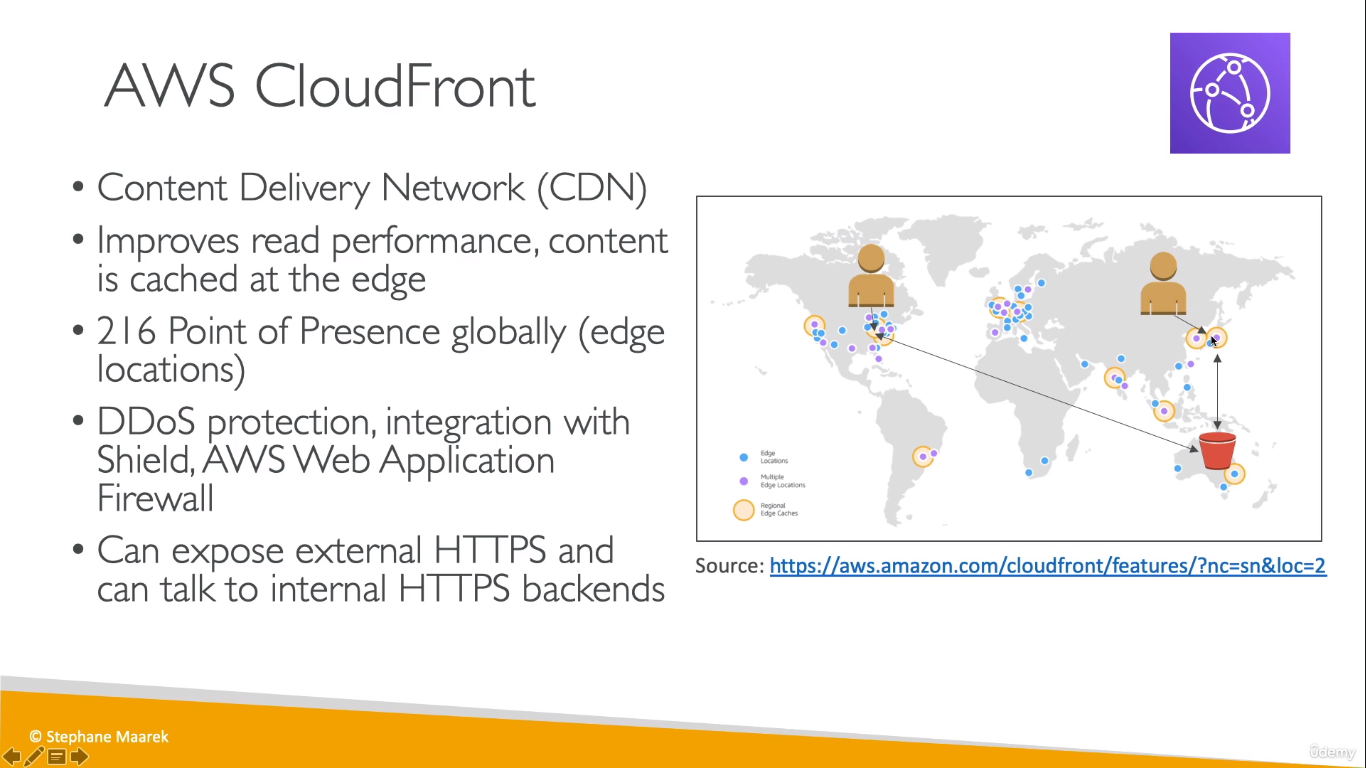 AWS CloudFront
• Content Delivery Network (CDN)
• Improves read performance, content
is cached at the edge
• 216 Point of Presence globally (edge
locations)
• DDoS protection, integration with
Shield, AWS Web Application
Firewall
• Can expose external HTTPS and
can talk to internal HTTPS backends
Edge
Locations
Multiple
Edge Locations
Regional
Edge Caches
Source: https://aws.amazon.com/cloudfront/features/?nc=sn&loc=2
© Stephane Maarek
ûdemy